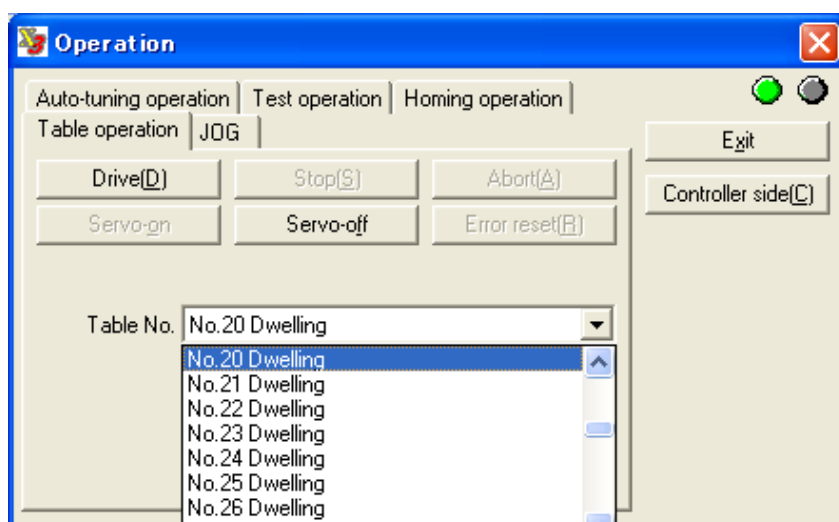 Operation
Auto-tuning operation Test operation Homing operation
Table operation JOG
Exit
Drive(D) Stop(S) Abort(A)
Controller side(C)
Servo-on Servo-off Error reset(R)
Table No. No.20 Dwelling
No.20 Dwelling
No.21 Dwelling
No.22 Dwelling
No.23 Dwelling
No.24 Dwelling
No.25 Dwelling
No.26 Dwelling